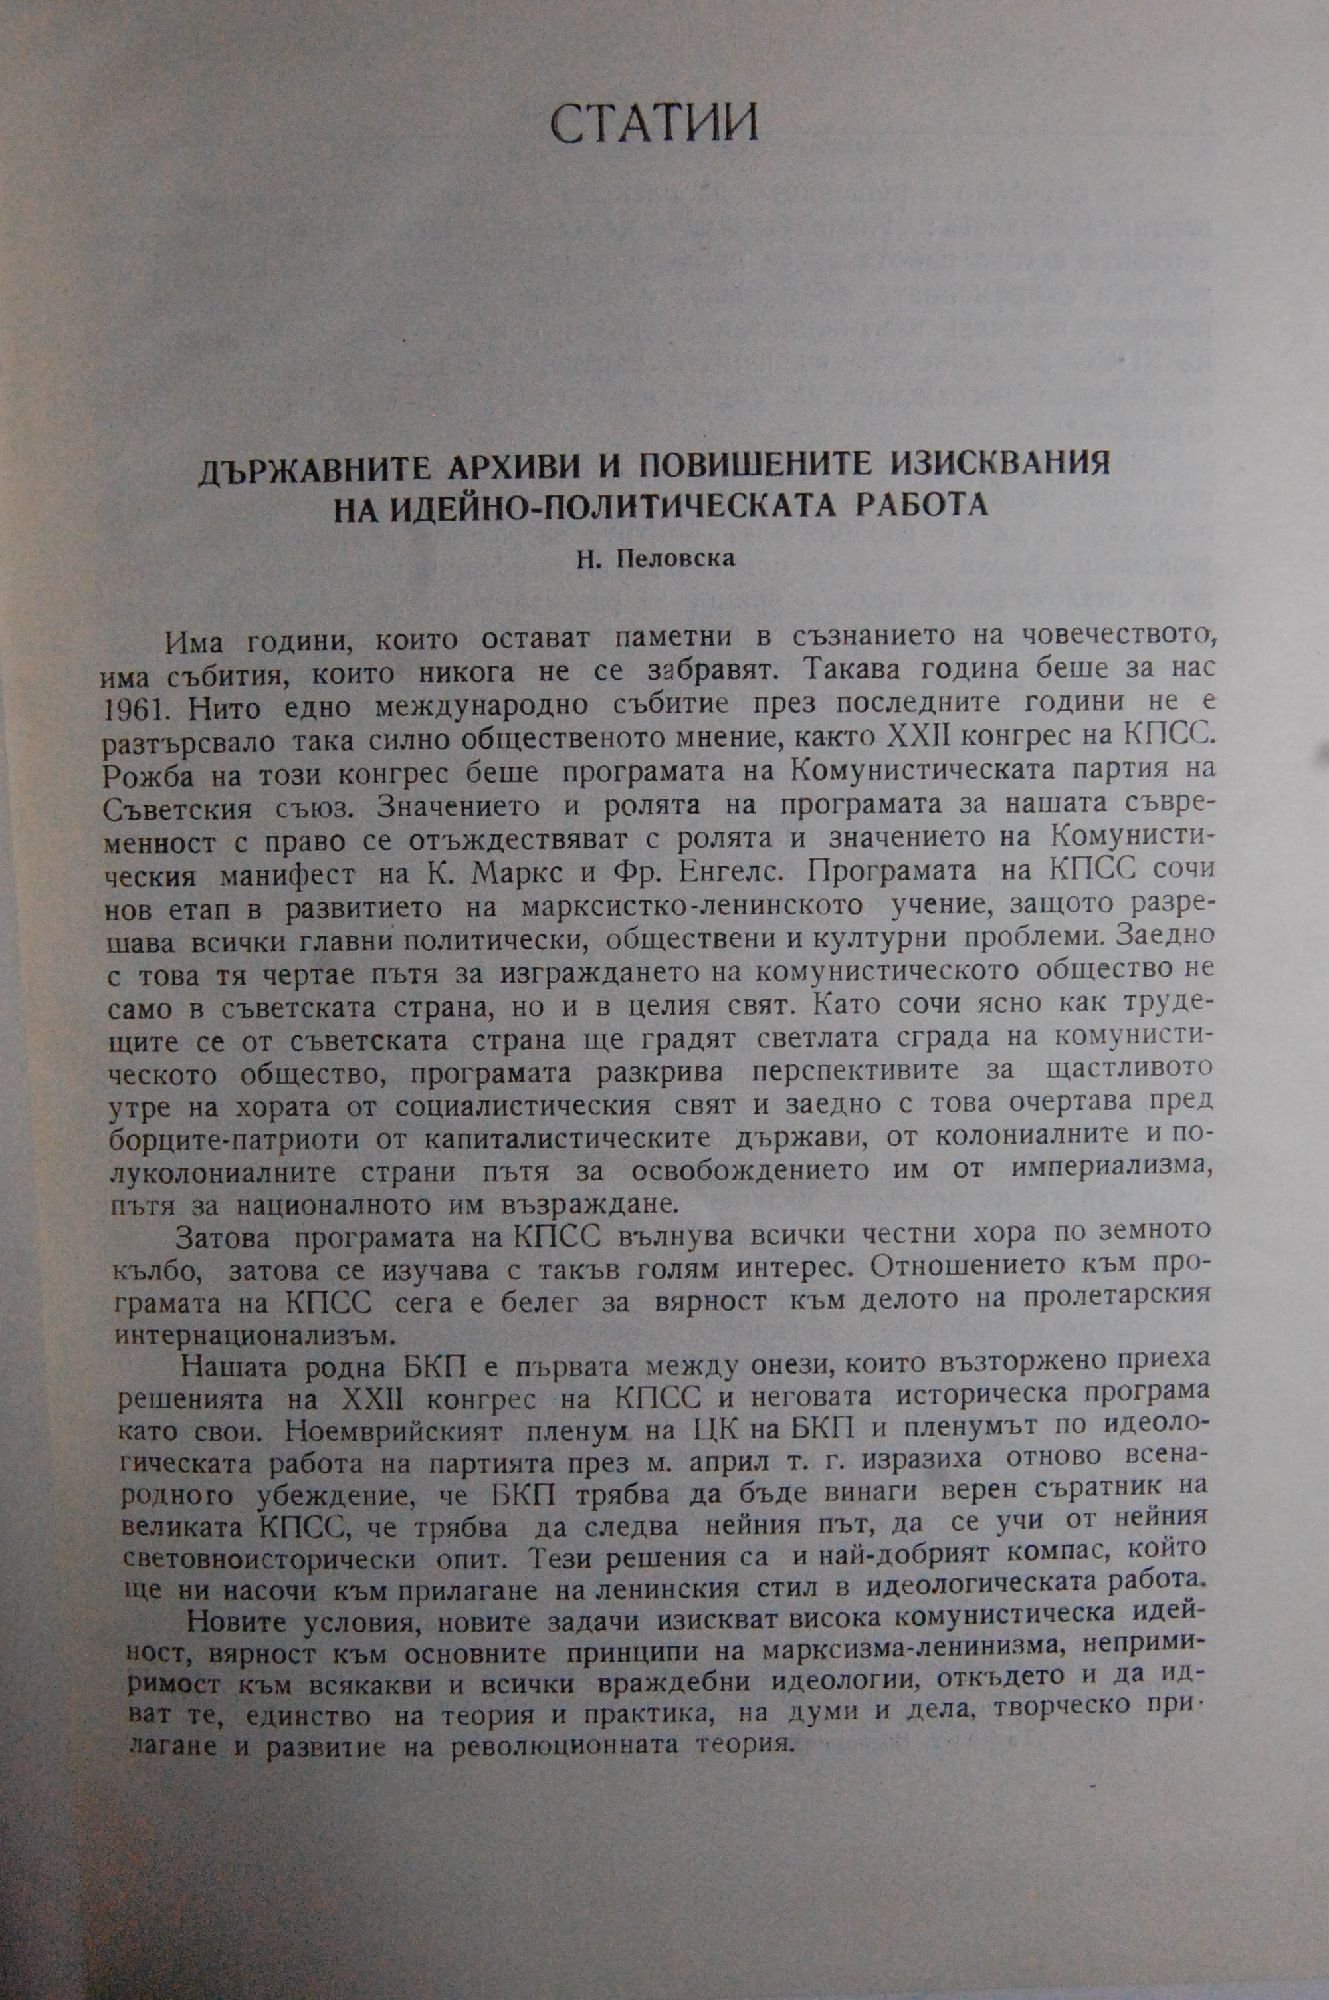 СТАТИИ
ДЪРЖАВНИТЕ АРХИВИ И ПОВИШЕНИТЕ ИЗИСКВАНИЯ
НА ИДЕЙНО-ПОЛИТИЧЕСКАТА РАБОТА
Н. Пеловска
Има години, които остават паметни в съзнанието на човечеството,
има събития, които никога не се забравят. Такава година беше за нас
1961. Нито едно международно събитие през последните години не е
разтърсвало така силно общественото мнение, както XXII конгрес на КПСС.
Рожба на този конгрес беше програмата на Комунистическата партия на
Съветския съюз. Значението и ролята на програмата за нашата съвре-
менност с право се отъждествяват с ролята и значението на Комунисти-
ческия манифест на К. Маркс и Фр. Енгелс. Програмата на КПСС сочи
нов етап в развитието на марксистко-ленинското учение, защото разре-
шава всички главни политически, обществени и културни проблеми. Заедно
с това тя чертае пътя за изграждането на комунистическото общество не
само в съветската страна, но и в целия свят. Като сочи ясно как труде-
щите се от съветската страна ще градят светлата сграда на комунисти-
ческото общество, програмата разкрива перспективите за щастливото
утре на хората от социалистическия свят и заедно с това очертава пред
борците-патриоти от капиталистическите държави, от колониалните и по-
луколониалните страни пътя за освобождението им от империализма,
пътя за националното им възраждане.
Затова програмата на КПСС вълнува всички честни хора по земното
кълбо, затова се изучава с такъв голям интерес. Отношението към про-
грамата на КПСС сега е белег за вярност към делото на пролетарския
интернационализъм.
Нашата родна БКП е първата между онези, които възторжено приеха
решенията на XXII конгрес на КПСС и неговата историческа програма
като свои. Ноемврийският пленум на ЦК на БКП и пленумът по идеоло-
гическата работа на партията през м. април т. г. изразиха отново всена-
родного убеждение, че БКП трябва да бъде винаги верен съратник на
великата КПСС, че трябва да следва нейния път, да се учи от нейния
световноисторически опит. Тези решения са и най-добрият компас, който
ще ни насочи към прилагане на ленинския стил в идеологическата работа.
Новите условия, новите задачи изискват висока комунистическа идей-
ност, вярност към основните принципи на марксизма-ленинизма, неприми-
римост към всякакви и всички враждебни идеологии, откъдето и да ид-
ват те, единство на теория и практика, на думи и дела, творческо при-
лагане и развитие на революционната теория.